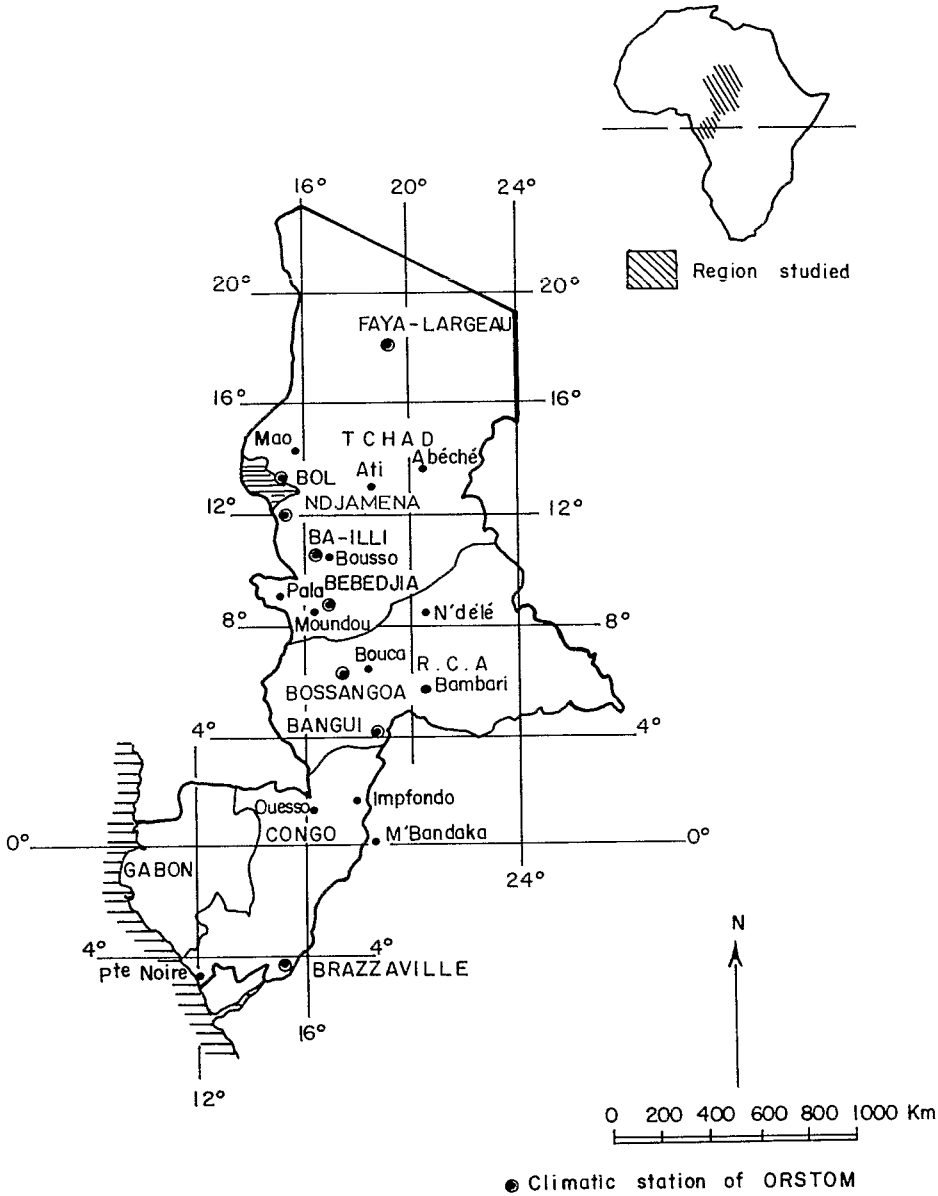 Region studied
16° 20° 24°
20° 20°
FAYA-LARGEAU
16° 16°
Mao TCHAD
Abéché
Ati
BOL
NDJAMENA
12° 12°
BA-ILLI
Bousso
Pala BEBEDJIA
N'délé
Moundou
8° 8°
Bouca R.C.A
Bambari
BOSSANGOA
BANGUI
4° 4°
Impfondo
Ouesso
CONGO M'Bandaka
0° 0°
GABON
24°
N
4° 4°
Pte Noire BRAZZAVILLE
16°
12°
0 200 400 600 800 1000 Km
Climatic station of ORSTOM